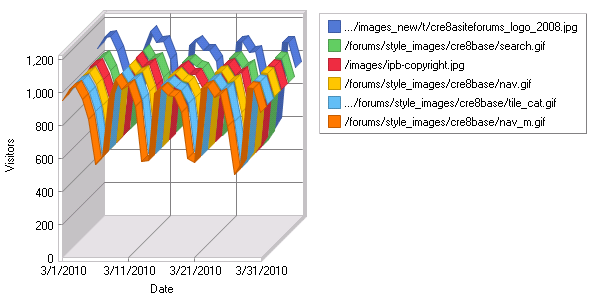 1,200
1,000
800
600
400
200
0
Visitors
3/1/2010 3/11/2010 3/21/2010 3/31/2010
Date
.../images_new/t/cre8asiteforums_logo_2008.jpg
/forums/style_images/cre8base/search.gif
/images/ipb-copyright.jpg
/forums/style_images/cre8base/nav.gif
.../forums/style_images/cre8base/tile_cat.gif
/forums/style_images/cre8base/nav_m.gif